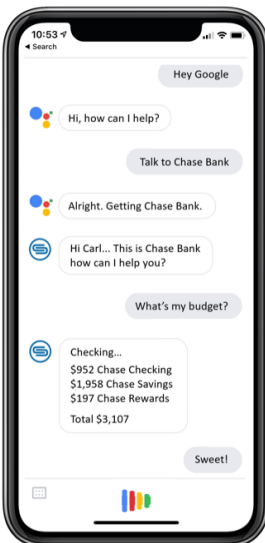 10:53
Search
Hey Google
Hi, how can I help?
Talk to Chase Bank
Alright. Getting Chase Bank.
Hi Carl... This is Chase Bank
how can I help you?
What's my budget?
Checking...
$952 Chase Checking
$1,958 Chase Savings
$197 Chase Rewards
Total $3,107
Sweet!